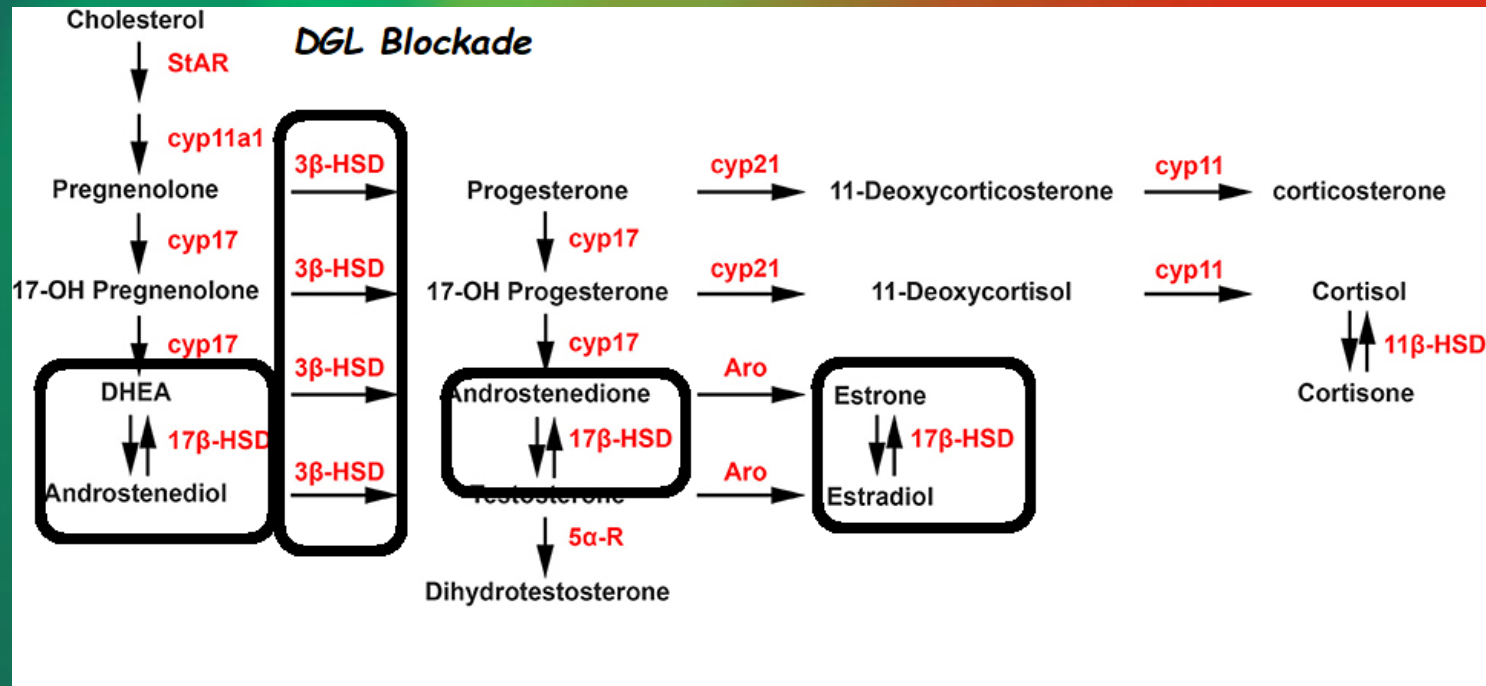 Cholesterol
DGL Blockade
StAR
cyp11a1
3β-HSD
cyp21
cyp11
Pregnenolone
Progesterone
11-Deoxycorticosterone
corticosterone
cyp17
cyp17
3β-HSD
cyp21
cyp11
17-OH Pregnenolone
17-OH Progesterone
11-Deoxycortisol
Cortisol
cyp17
cyp17
11β-HSD
3β-HSD
Aro
DHEA
Androstenedione
Estrone
Cortisone
17β-HSD
17β-HSD
17β-HSD
3β-HSD
Aro
Androstenediol
Testosterone
Estradiol
5α-R
Dihydrotestosterone